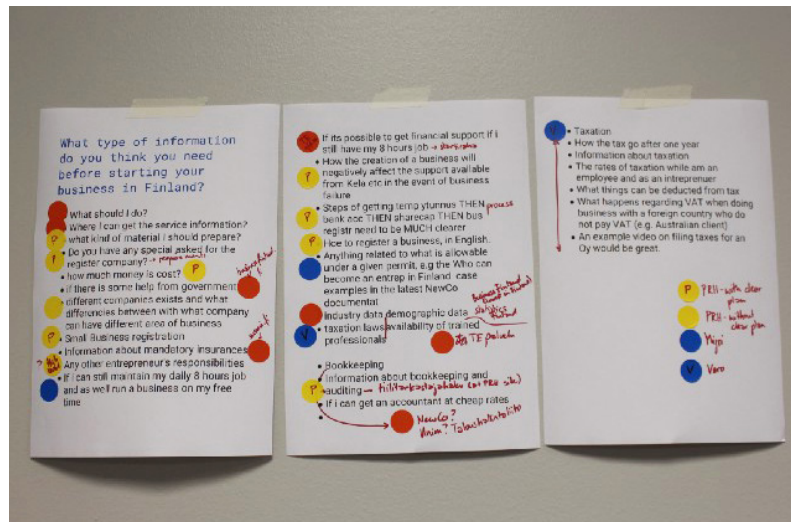 What type of information
do you think you need
before starting your
business in Finland?
What should I do?
Where I can get the service information?
P • what kind of material I should prepare?
• Do you have any special asked for the
register company?
• how much money is cost? P
• if there is some help from government
different companies exists and what
differencies between with what company
can have different area of business
P • Small Business registration
• Information about mandatory insurances
• Any other entrepreneur's responsibilities
• If I can still maintain my daily 8 hours job
and as well run a business on my free
time
• If its possible to get financial support if i
still have my 8 hours job
• How the creation of a business will
P negatively affect the support available
from Kela etc in the event of business
failure
• Steps of getting temp ytunnus THEN process
P bank acc THEN sharecap THEN bus
registr need to be MUCH clearer
P • Hoe to register a business, in English.
• Anything related to what is allowable
under a given permit, e.g the Who can
become an entrep in Finland case
examples in the latest NewCo
documentat
Business Finland
statistics
Finland
industry data demographic data
V • taxation laws availability of trained
professionals
TE
• Bookkeeping
• Information about bookkeeping and
P auditing →
• If i can get an accountant at cheap rates
•
NewCo?
V • Taxation
• How the tax go after one year
• Information about taxation
• The rates of taxation while am an
employee and as an intreprenuer
• What things can be deducted from tax
• What happens regarding VAT when doing
business with a foreign country who do
not pay VAT (e.g. Australian client)
• An example video on filing taxes for an
Oy would be great.
P PRH-with clear
plan
PRH-without
clear plan
V Vero